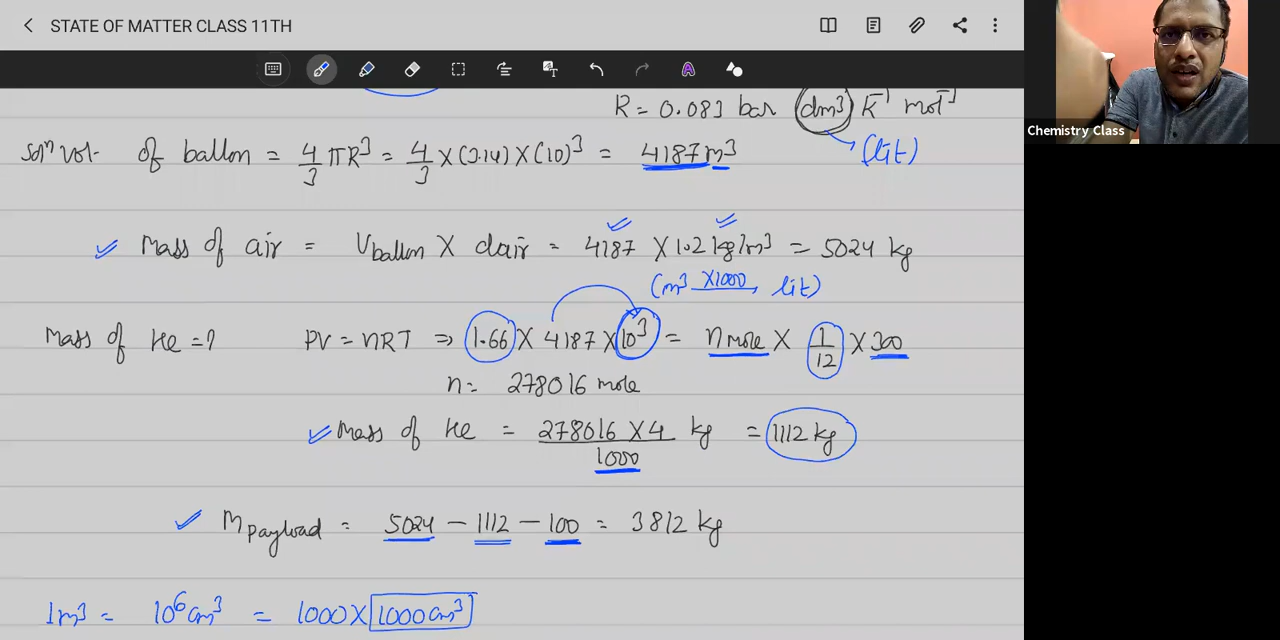 STATE OF MATTER CLASS 11TH
Chemistry Class
R = 0.083 bar (dm³) K⁻¹ mol⁻¹
(lit)
Solⁿ vol. of ballon = 4/3 πR³ = 4/3 × (3.14) × (10)³ = 4187 m³
Mass of air = Vballon × dair = 4187 × 1.2 kg/m³ = 5024 kg
(m³ ×1000, lit)
Mass of He = ? PV = nRT ⇒ 1.66 × 4187 × 10³ = n mole × 1/12 × 300
n = 278016 mole
Mass of He = 278016 × 4 / 1000 kg = 1112 kg
Mpayload = 5024 − 1112 − 100 = 3812 kg
1m³ = 10⁶ cm³ = 1000 × 1000 cm³